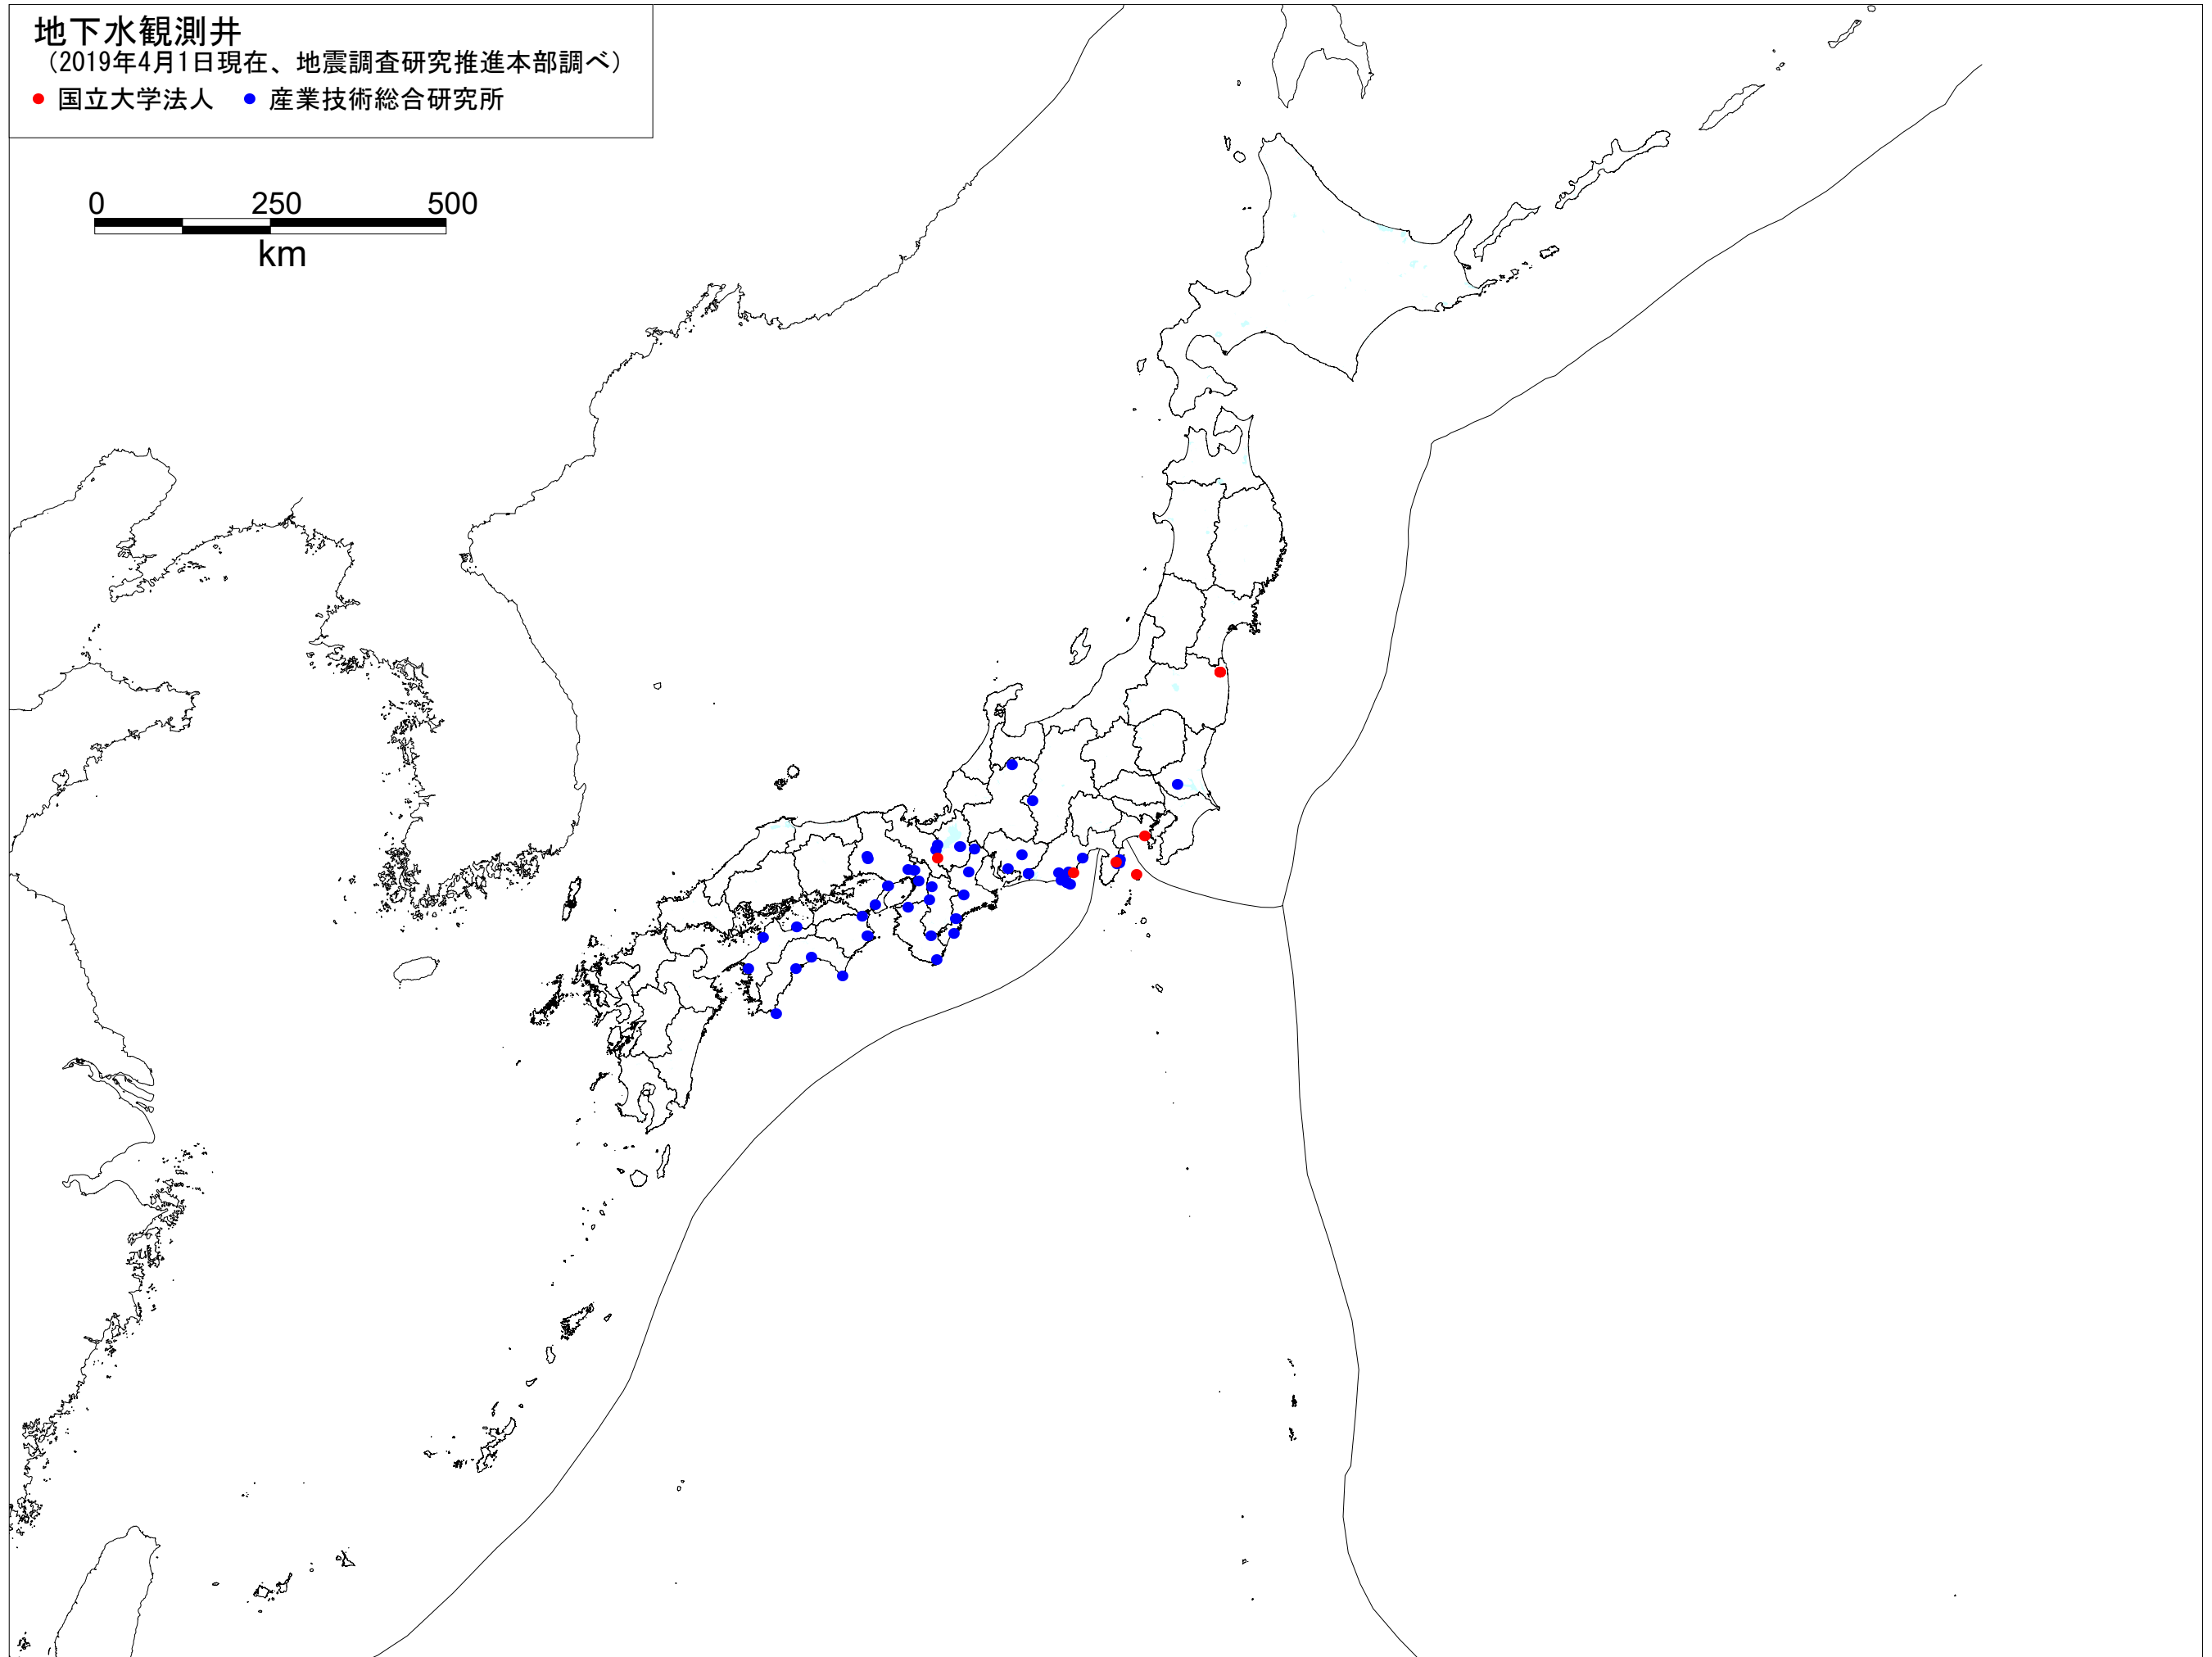 地下水観測井
（2019年4月1日現在、地震調査研究推進本部調べ）
国立大学法人 産業技術総合研究所
0 250 500
km